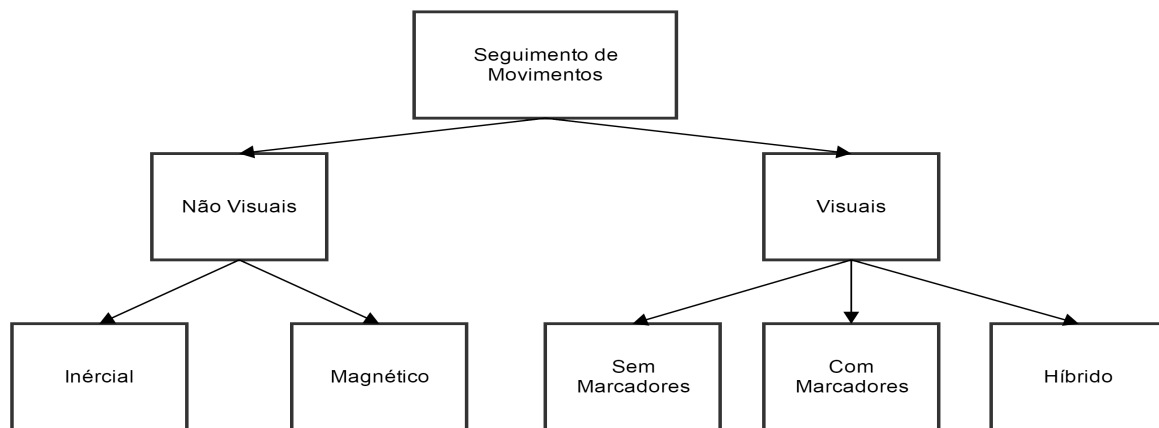 Seguimento de
Movimentos
Não Visuais
Visuais
Inércial
Magnético
Sem
Marcadores
Com
Marcadores
Híbrido